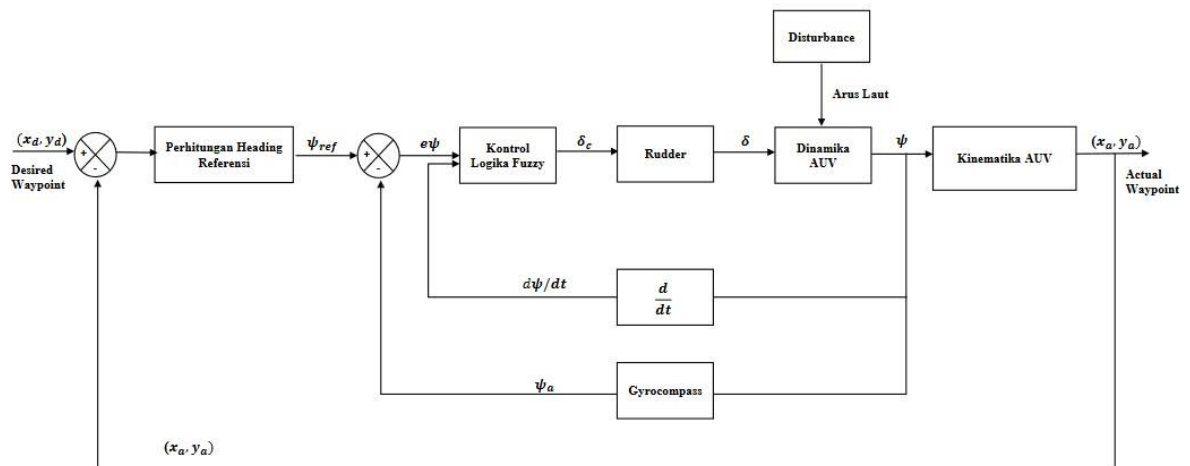 Disturbance
Arus Laut
(x_d, y_d)
+
-
Desired
Waypoint
Perhitungan Heading
Referensi
ψ_ref
+
-
eψ
Kontrol
Logika Fuzzy
δ_c
Rudder
δ
Dinamika
AUV
ψ
Kinematika AUV
(x_a, y_a)
Actual
Waypoint
dψ/dt
d
dt
ψ_a
Gyrocompass
(x_a, y_a)